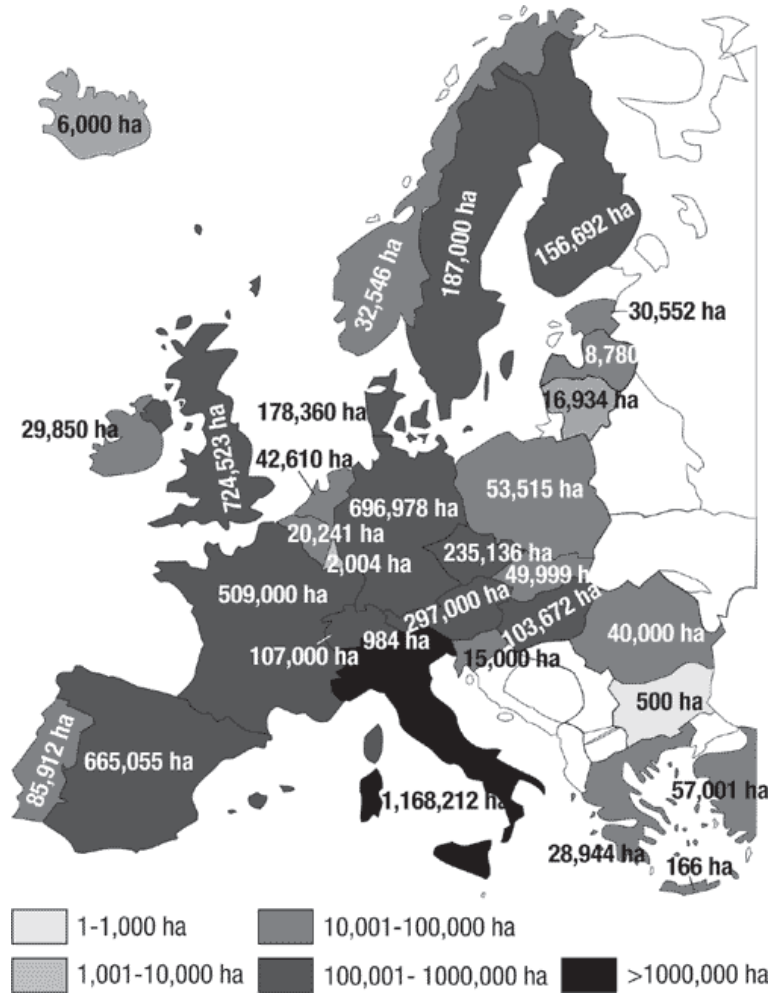 6,000 ha
187,000 ha
156,692 ha
32,546 ha
30,552 ha
8,780
16,934 ha
178,360 ha
29,850 ha
724,523 ha
42,610 ha
53,515 ha
696,978 ha
20,241 ha
235,136 ha
2,004 ha
49,999 h
509,000 ha
297,000 ha
103,672 ha
984 ha
40,000 ha
107,000 ha
15,000 ha
500 ha
85,912 ha
665,055 ha
57,001 ha
1,168,212 ha
28,944 ha
166 ha
1-1,000 ha
10,001-100,000 ha
1,001-10,000 ha
100,001- 1000,000 ha
>1000,000 ha